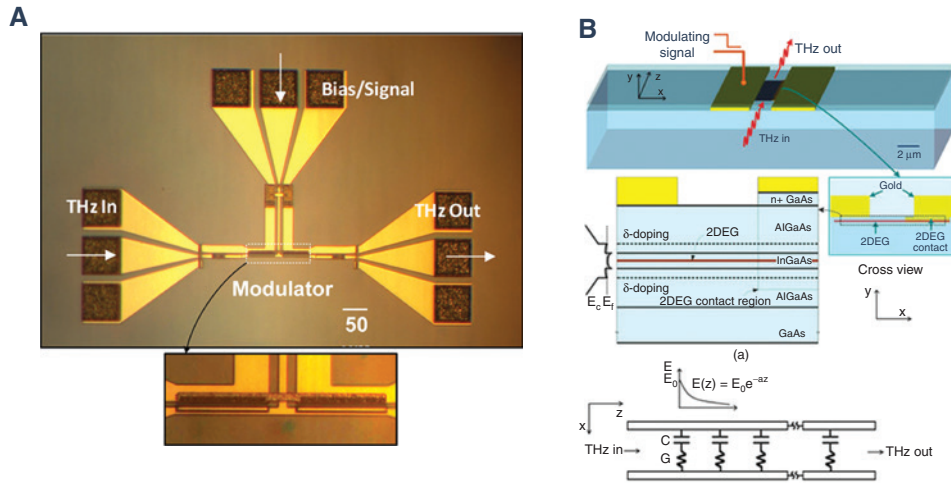 A
Bias/Signal
THz In
THz Out
Modulator
50
B
Modulating
signal
THz out
y
z
x
THz in
2 μm
n+ GaAs
Gold
δ-doping
2DEG
AlGaAs
InGaAs
2DEG
2DEG
contact
δ-doping
Cross view
E_c E_f
2DEG contact region
AlGaAs
y
x
GaAs
(a)
E
E₀
E(z) = E₀e^{-az}
z
x
THz in
C
G
THz out